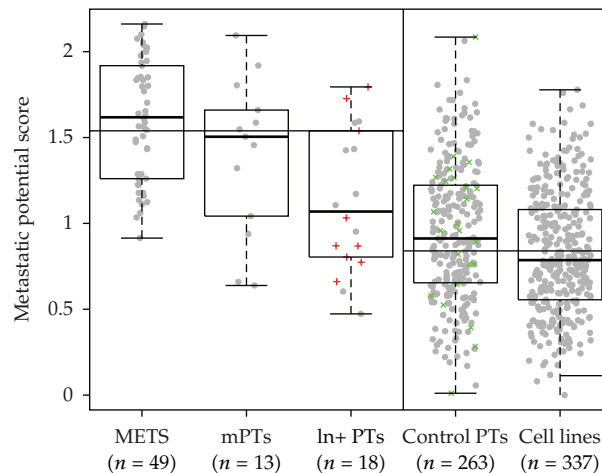 Metastatic potential score
2
1.5
1
0.5
0
METS
(n = 49)
mPTs
(n = 13)
ln+ PTs
(n = 18)
Control PTs
(n = 263)
Cell lines
(n = 337)